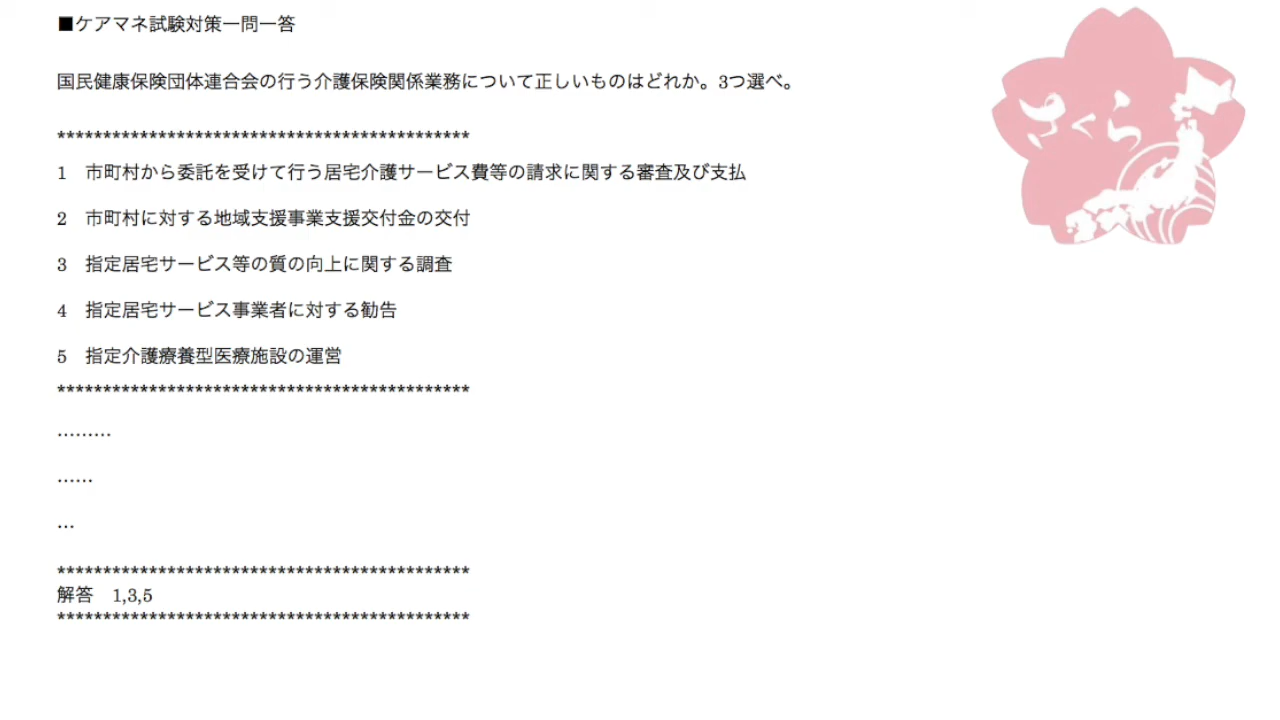 ■ケアマネ試験対策一問一答
国民健康保険団体連合会の行う介護保険関係業務について正しいものはどれか。3つ選べ。
*********************************************
1　市町村から委託を受けて行う居宅介護サービス費等の請求に関する審査及び支払
2　市町村に対する地域支援事業支援交付金の交付
3　指定居宅サービス等の質の向上に関する調査
4　指定居宅サービス事業者に対する勧告
5　指定介護療養型医療施設の運営
*********************************************
………
……
…
*********************************************
解答　1,3,5
*********************************************
さくら